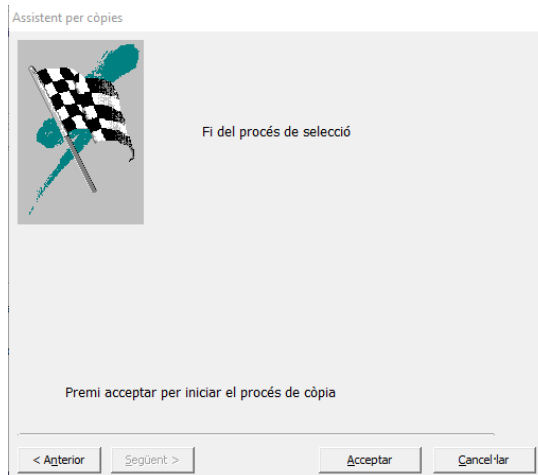 Assistent per còpies
Fi del procés de selecció
Premi acceptar per iniciar el procés de còpia
< Anterior
Següent >
Acceptar
Cancel·lar